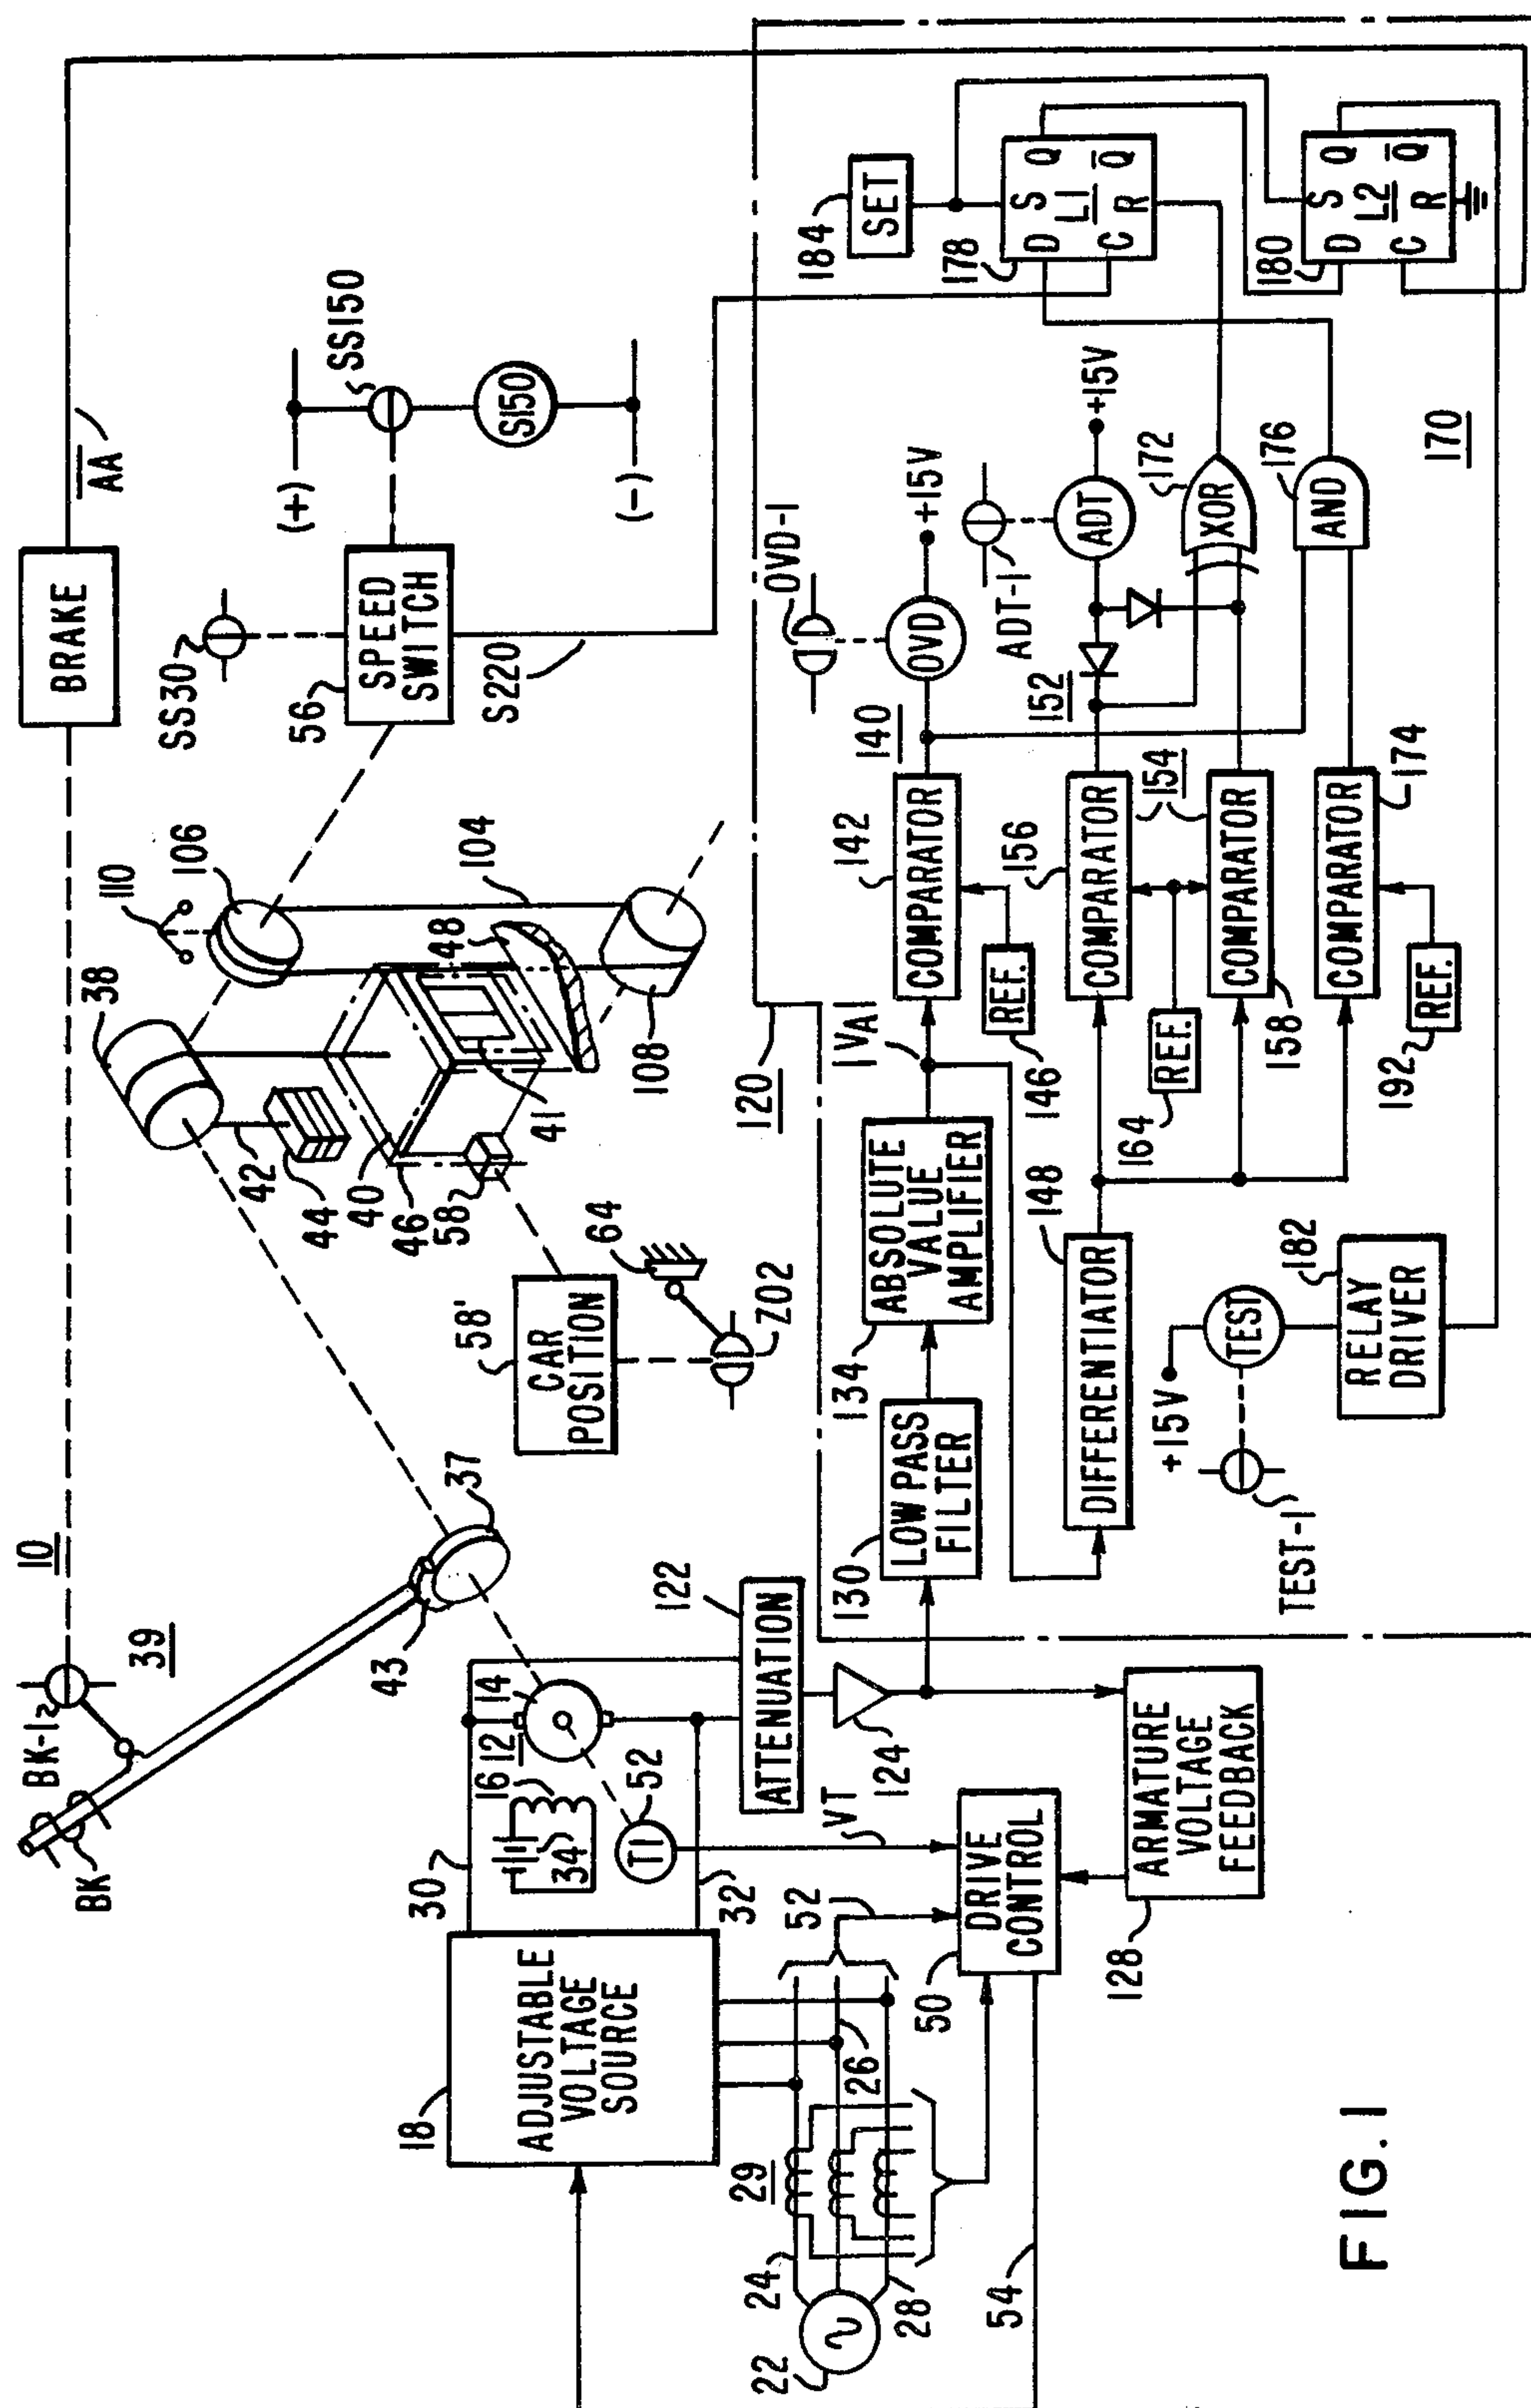 10
BK-1
39
BK
43
37
BRAKE
AA
SS30
56
SPEED
SWITCH
S220
(+)
SS150
S150
(-)
38
110
106
104
42
44
40
46
58
48
41
108
58'
CAR
POSITION
64
Z02
18
ADJUSTABLE
VOLTAGE
SOURCE
30
16
12
14
34
T1
52
32
22
24
26
28
29
52
VT
50
DRIVE
CONTROL
54
122
ATTENUATION
124
128
ARMATURE
VOLTAGE
FEEDBACK
120
130
LOW PASS
FILTER
134
ABSOLUTE
VALUE
AMPLIFIER
|VA|
142
COMPARATOR
146
REF.
140
OVD
OVD-1
+15V
148
DIFFERENTIATOR
156
COMPARATOR
152
154
164
REF.
158
COMPARATOR
ADT-1
ADT
+15V
172
XOR
176
AND
174
COMPARATOR
192
REF.
170
184
SET
178
D S Q
L1
C R Q
180
D S Q
L2
C R Q
182
RELAY
DRIVER
TEST
+15V
TEST-1
FIG. 1